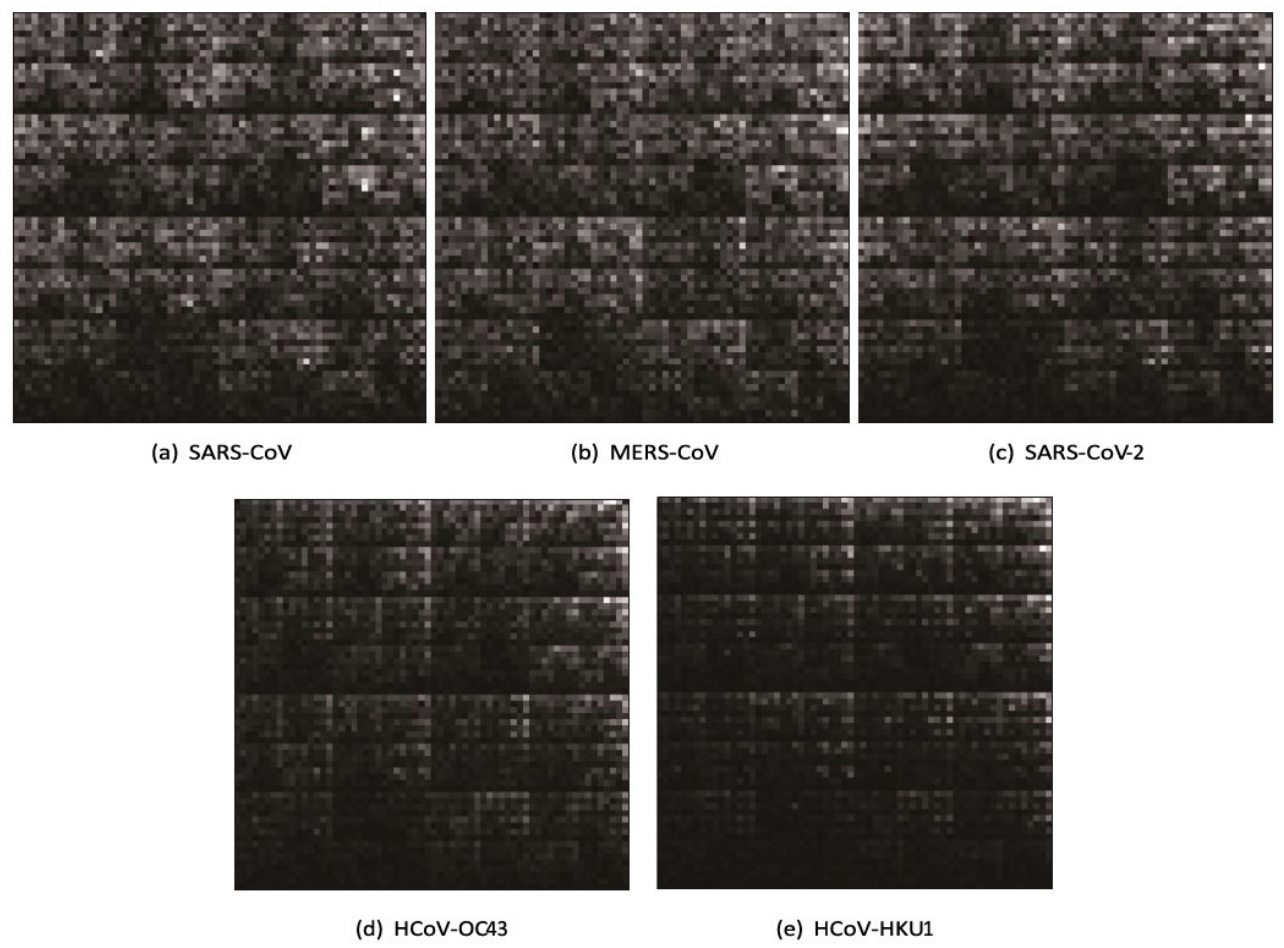 (a) SARS-CoV
(b) MERS-CoV
(c) SARS-CoV-2
(d) HCoV-OC43
(e) HCoV-HKU1